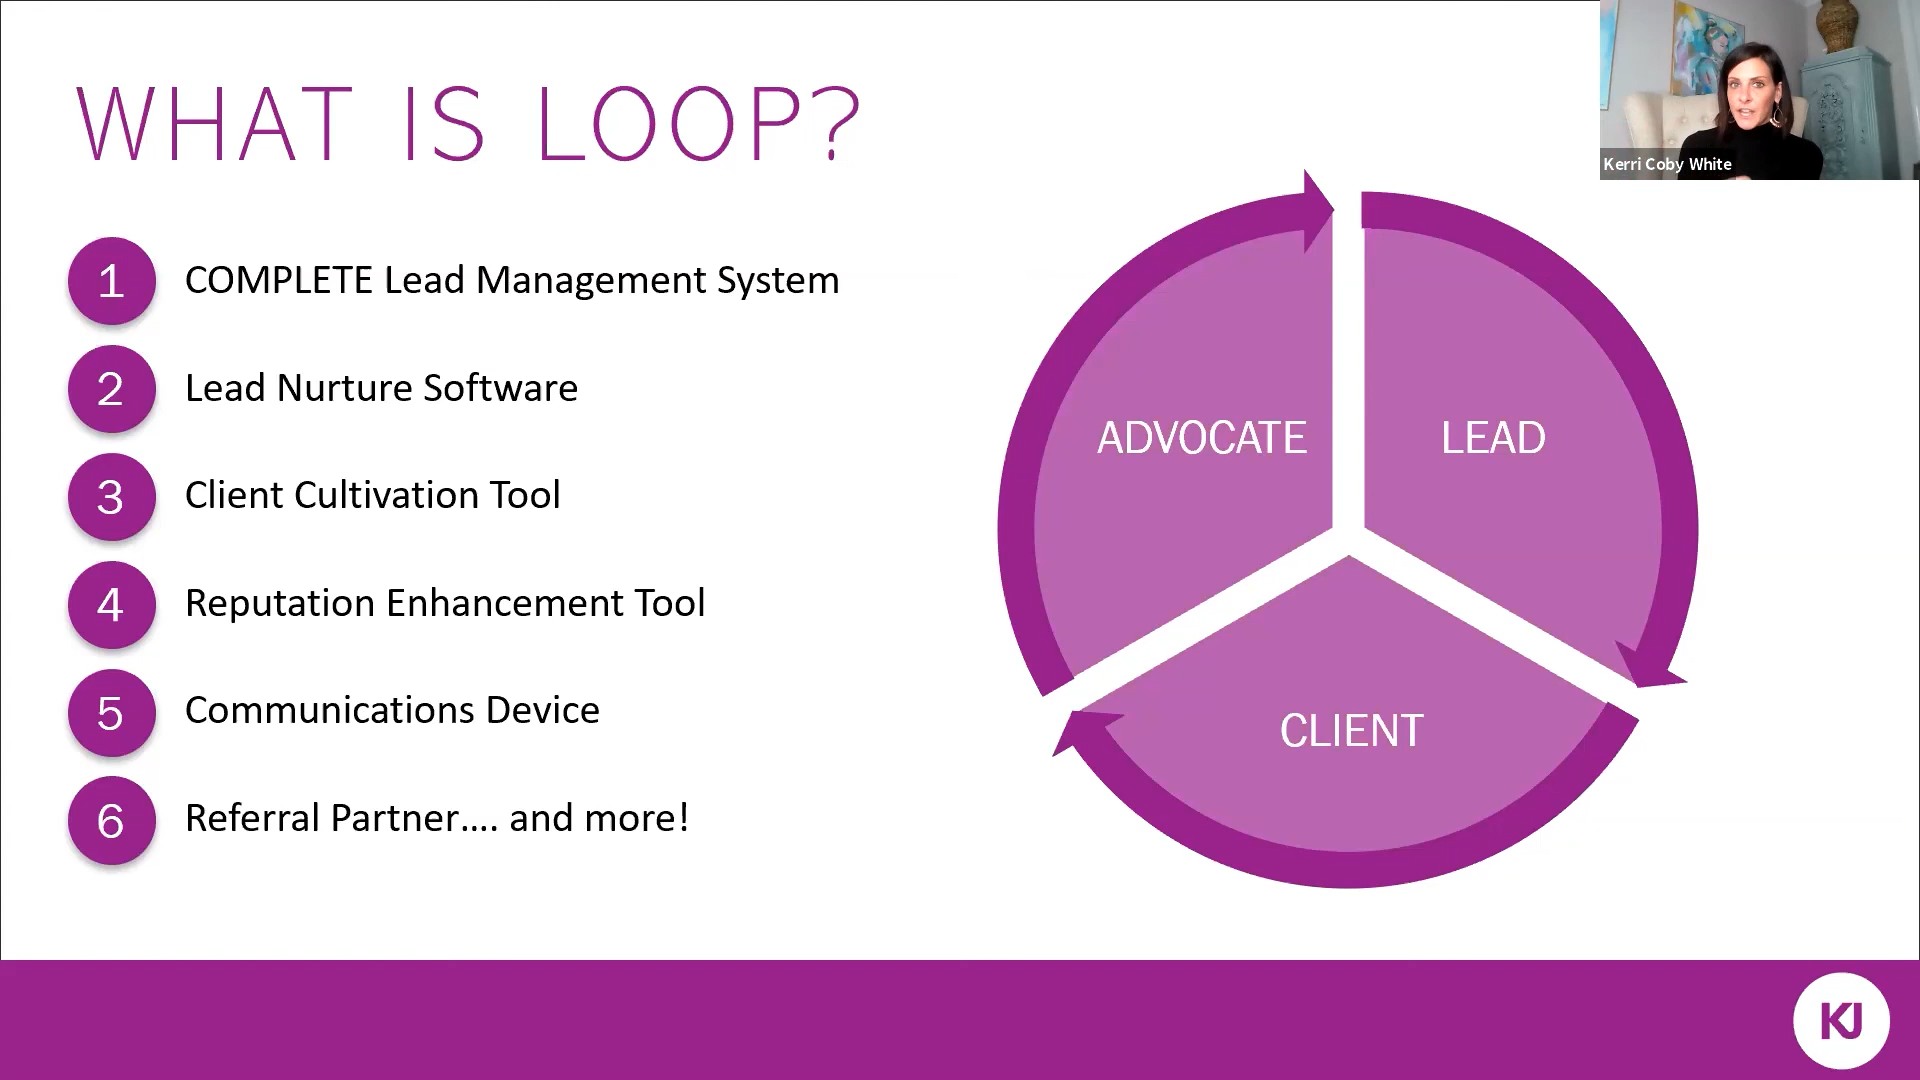 WHAT IS LOOP?
Kerri Coby White
1 COMPLETE Lead Management System
2 Lead Nurture Software
3 Client Cultivation Tool
4 Reputation Enhancement Tool
5 Communications Device
6 Referral Partner.... and more!
ADVOCATE
LEAD
CLIENT
KJ